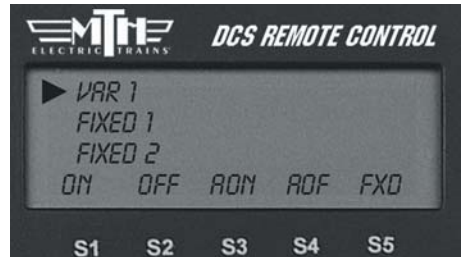 MTH DCS REMOTE CONTROL
ELECTRIC TRAINS
VAR 1
FIXED 1
FIXED 2
ON OFF AON AOF FXD
S1 S2 S3 S4 S5